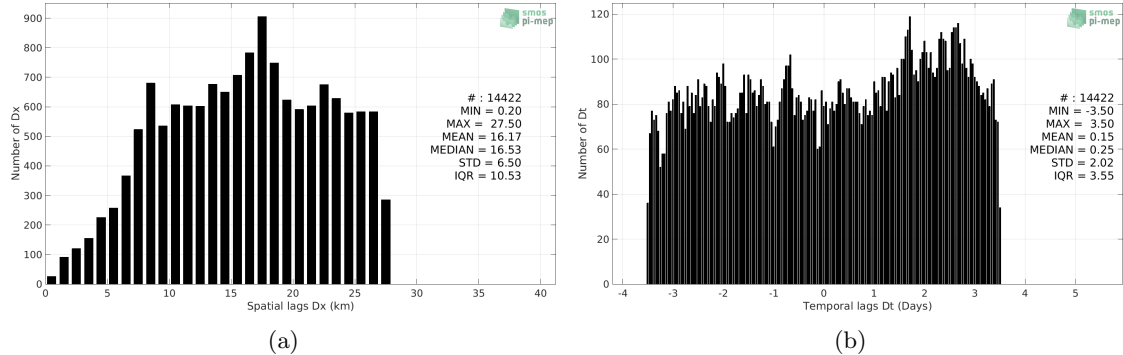 900
800
700
600
500
400
300
200
100
0
Number of Dx
0 5 10 15 20 25 30 35 40
Spatial lags Dx (km)
smos
pi-mep
# : 14422
MIN = 0.20
MAX = 27.50
MEAN = 16.17
MEDIAN = 16.53
STD = 6.50
IQR = 10.53
(a)
120
100
80
60
40
20
0
Number of Dt
-4 -3 -2 -1 0 1 2 3 4 5
Temporal lags Dt (Days)
smos
pi-mep
# : 14422
MIN = -3.50
MAX = 3.50
MEAN = 0.15
MEDIAN = 0.25
STD = 2.02
IQR = 3.55
(b)